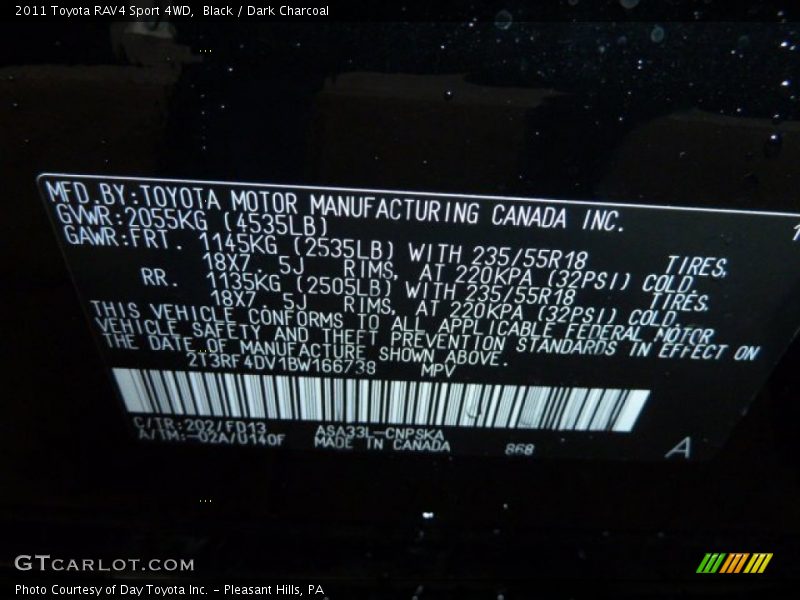 2011 Toyota RAV4 Sport 4WD, Black / Dark Charcoal
MFD.BY:TOYOTA MOTOR MANUFACTURING CANADA INC.
GVWR:2055KG (4535LB)
GAWR:FRT. 1145KG (2535LB) WITH 235/55R18 TIRES,
18X7.5J RIMS, AT 220KPA (32PSI) COLD.
RR. 1135KG (2505LB) WITH 235/55R18 TIRES.
18X7.5J RIMS, AT 220KPA (32PSI) COLD.
THIS VEHICLE CONFORMS TO ALL APPLICABLE FEDERAL MOTOR
VEHICLE SAFETY AND THEFT PREVENTION STANDARDS IN EFFECT ON
THE DATE OF MANUFACTURE SHOWN ABOVE.
2T3RF4DV1BW166738 MPV
C/TR:202/FD13 ASA33L-CNPSKA
A/TM:-02A/U140F MADE IN CANADA 868 A
GTCARLOT.COM
Photo Courtesy of Day Toyota Inc. - Pleasant Hills, PA